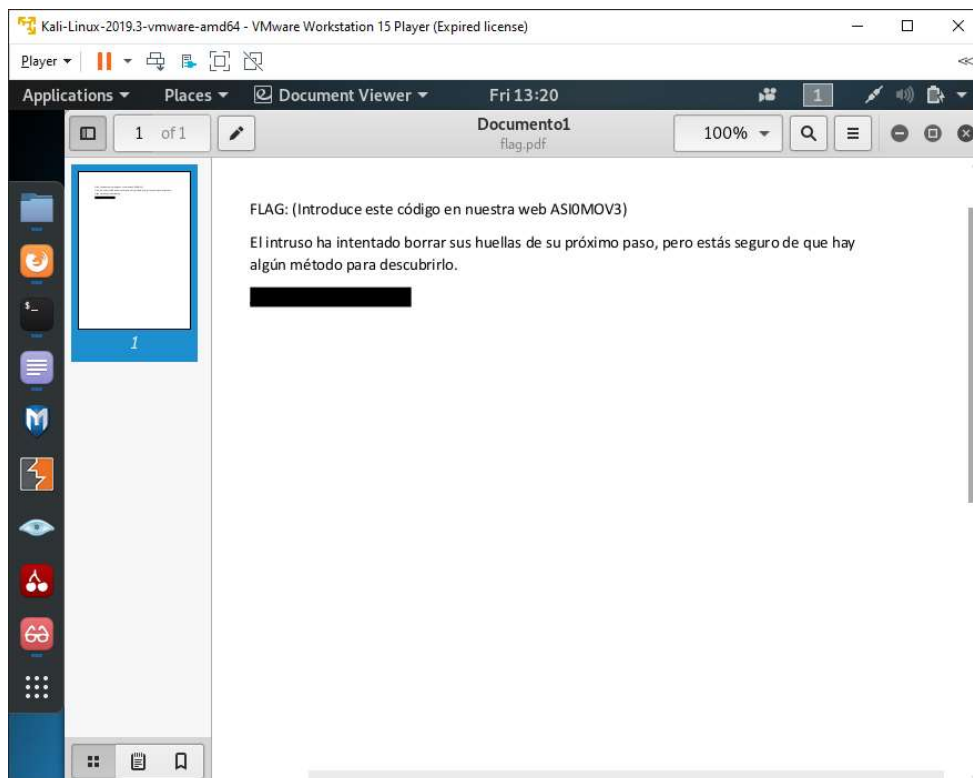 Kali-Linux-2019.3-vmware-amd64 - VMware Workstation 15 Player (Expired license)
Player
Applications Places Document Viewer Fri 13:20 1
1 of 1 Documento1 100%
flag.pdf
FLAG: (Introduce este código en nuestra web ASI0MOV3)
El intruso ha intentado borrar sus huellas de su próximo paso, pero estás seguro de que hay
algún método para descubrirlo.
1